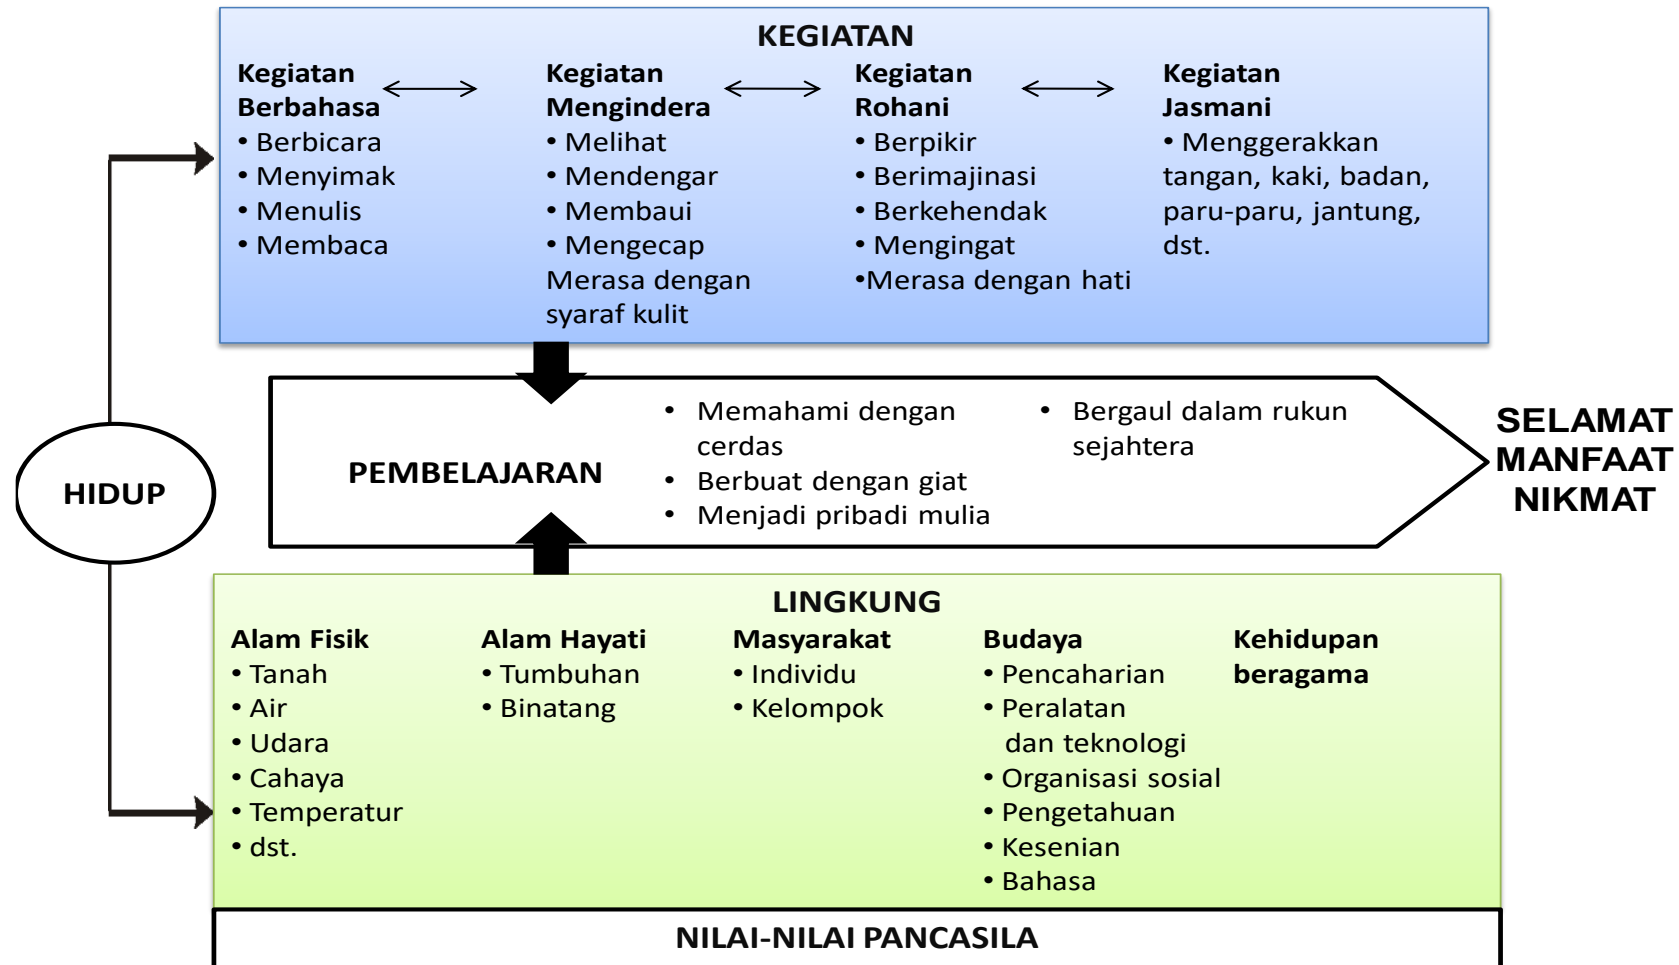 KEGIATAN
Kegiatan
Berbahasa
• Berbicara
• Menyimak
• Menulis
• Membaca
Kegiatan
Mengindera
• Melihat
• Mendengar
• Membaui
• Mengecap
Merasa dengan
syaraf kulit
Kegiatan
Rohani
• Berpikir
• Berimajinasi
• Berkehendak
• Mengingat
•Merasa dengan hati
Kegiatan
Jasmani
• Menggerakkan
tangan, kaki, badan,
paru-paru, jantung,
dst.
HIDUP
PEMBELAJARAN
• Memahami dengan
cerdas
• Berbuat dengan giat
• Menjadi pribadi mulia
• Bergaul dalam rukun
sejahtera
SELAMAT
MANFAAT
NIKMAT
LINGKUNG
Alam Fisik
• Tanah
• Air
• Udara
• Cahaya
• Temperatur
• dst.
Alam Hayati
• Tumbuhan
• Binatang
Masyarakat
• Individu
• Kelompok
Budaya
• Pencaharian
• Peralatan
dan teknologi
• Organisasi sosial
• Pengetahuan
• Kesenian
• Bahasa
Kehidupan
beragama
NILAI-NILAI PANCASILA